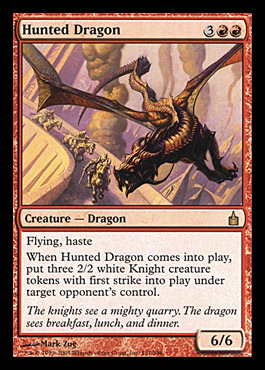 Hunted Dragon 3
Creature — Dragon
Flying, haste
When Hunted Dragon comes into play,
put three 2/2 white Knight creature
tokens with first strike into play under
target opponent's control.
The knights see a mighty quarry. The dragon
sees breakfast, lunch, and dinner.
Mark Zug
6/6